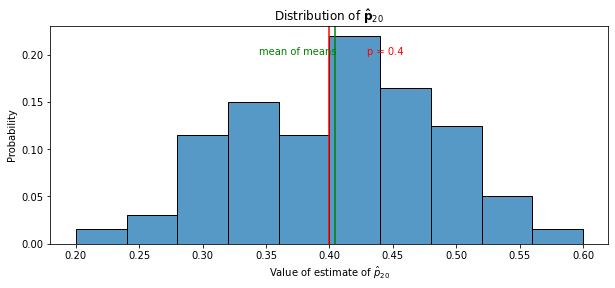 Distribution of p̂₂₀
0.20
0.15
0.10
0.05
0.00
Probability
mean of means
p = 0.4
0.20 0.25 0.30 0.35 0.40 0.45 0.50 0.55 0.60
Value of estimate of p̂₂₀